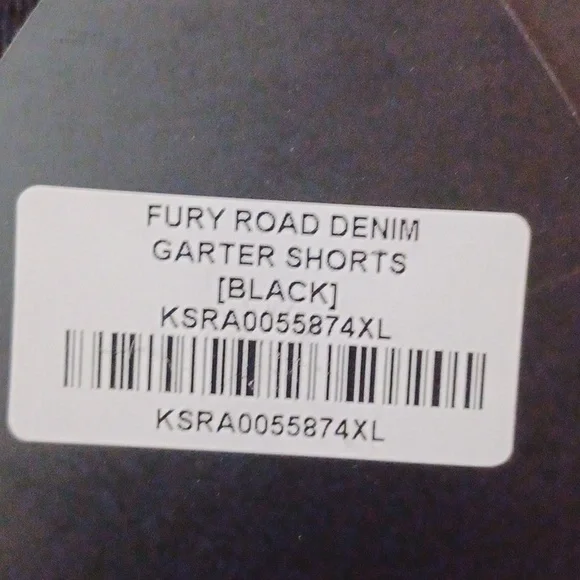 FURY ROAD DENIM
GARTER SHORTS
[BLACK]
KSRA0055874XL
KSRA0055874XL